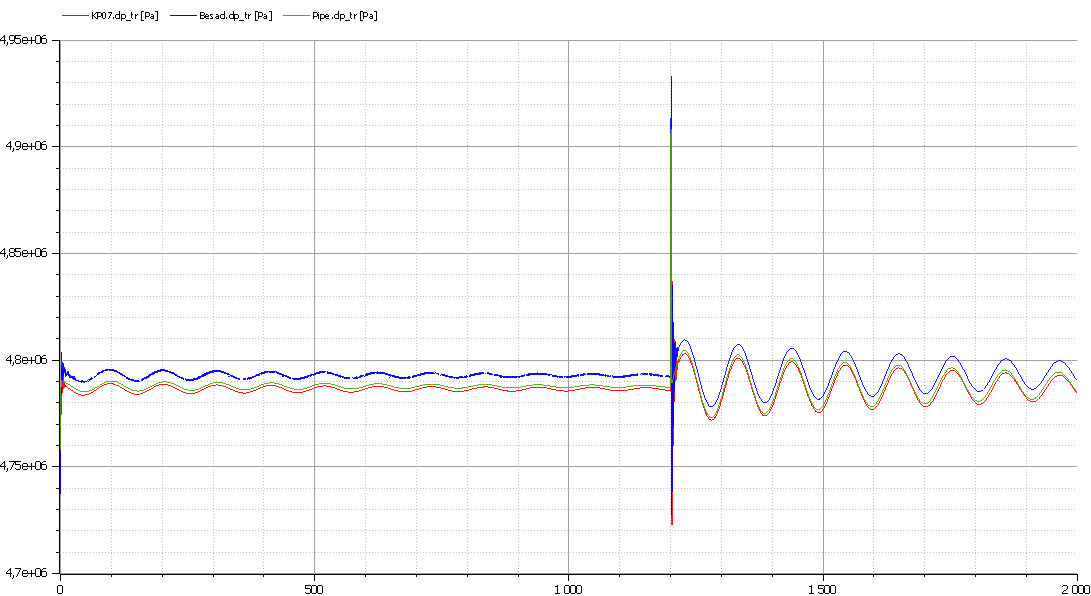 KP07.dp_tr [Pa] Besad.dp_tr [Pa] Pipe.dp_tr [Pa]
4,95e+06
4,9e+06
4,85e+06
4,8e+06
4,75e+06
4,7e+06
0 500 1 000 1 500 2 000